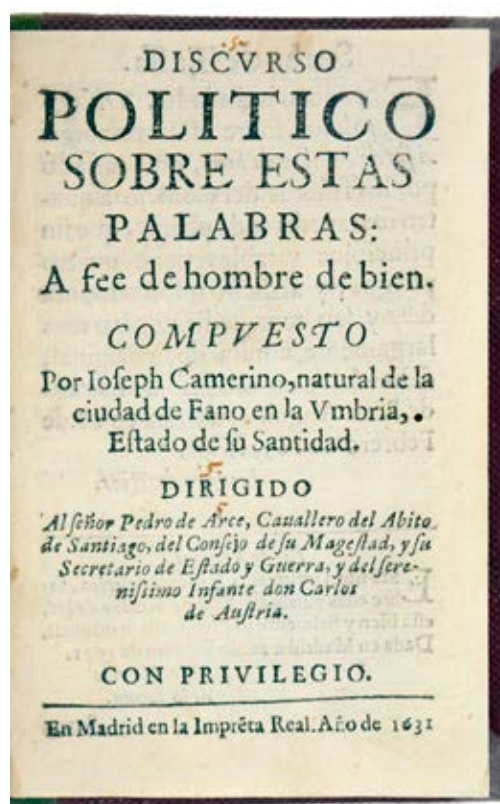 DISCVRSO
POLITICO
SOBRE ESTAS
PALABRAS:
A fee de hombre de bien.
COMPVESTO
Por Ioſeph Camerino, natural de la
ciudad de Fano en la Vmbria,
Eſtado de ſu Santidad.
DIRIGIDO
Al ſeñor Pedro de Arce, Cauallero del Abito
de Santiago, del Conſejo de ſu Mageſtad, y ſu
Secretario de Eſtado y Guerra, y del ſere-
niſsimo Infante don Carlos
de Auſtria.
CON PRIVILEGIO.
En Madrid en la Imprēta Real. Año de 1631